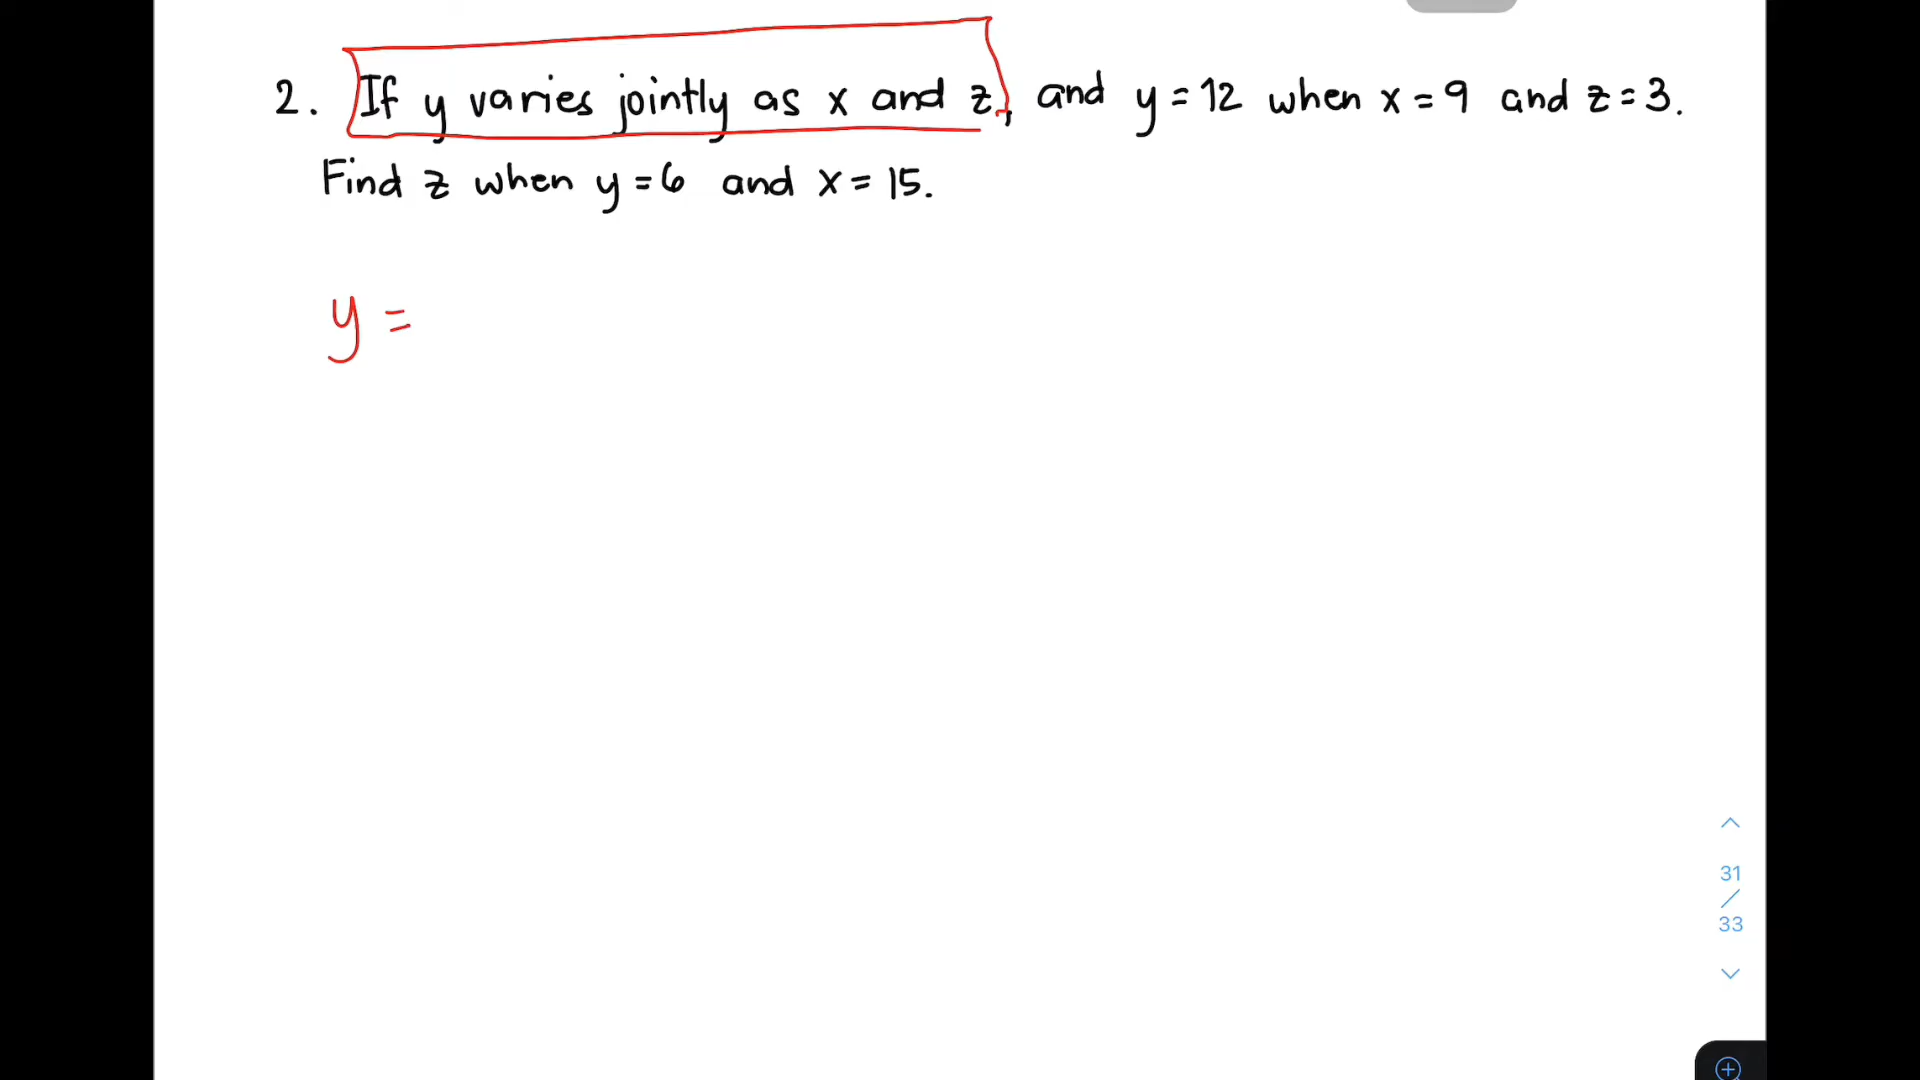 2. If y varies jointly as x and z, and y = 12 when x = 9 and z = 3.
Find z when y = 6 and x = 15.
y =
31
/
33